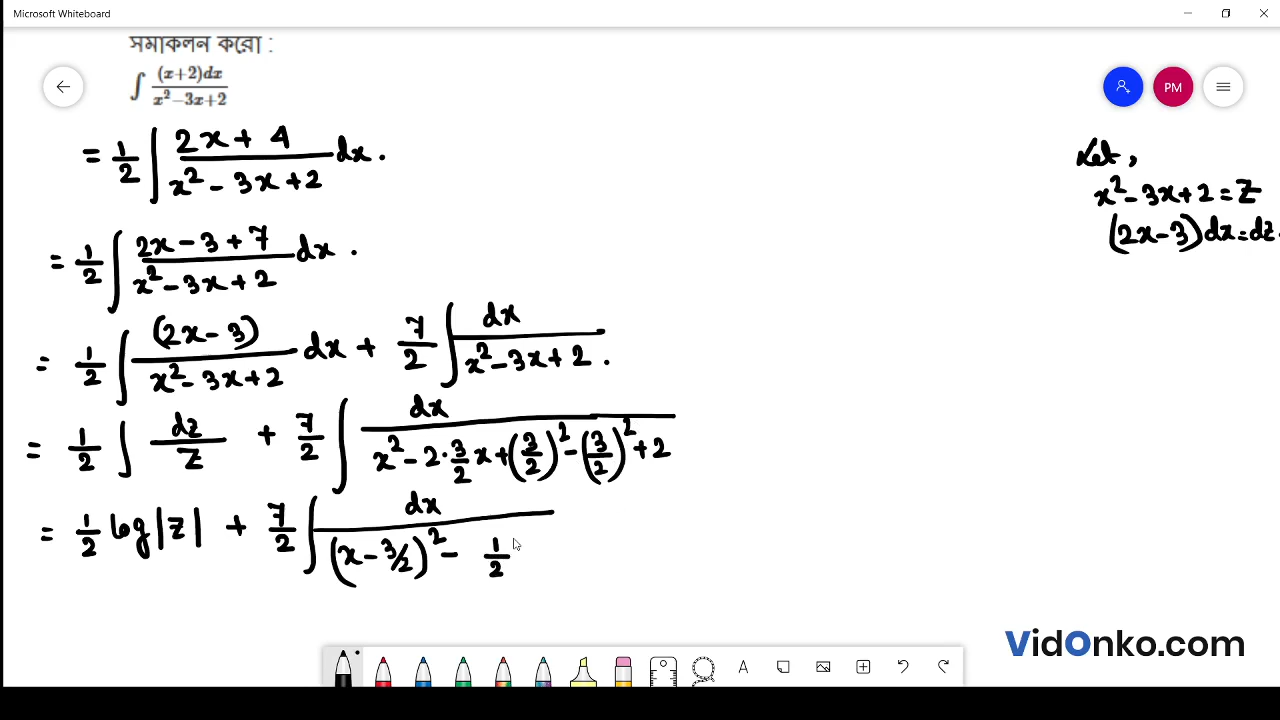 Microsoft Whiteboard
সমাকলন করো :
∫ (x+2)dx / x² −3x+2
PM
= 1/2 ∫ 2x + 4 / x² - 3x + 2 dx .
Let ,
x² - 3x + 2 = Z
(2x - 3) dx = dz .
= 1/2 ∫ 2x - 3 + 7 / x² - 3x + 2 dx .
= 1/2 ∫ (2x - 3) / x² - 3x + 2 dx + 7/2 ∫ dx / x² - 3x + 2 .
= 1/2 ∫ dz / z + 7/2 ∫ dx / x² - 2 · 3/2 x + (3/2)² - (3/2)² + 2
= 1/2 log |z| + 7/2 ∫ dx / (x - 3/2)² - 1/2
VidOnko.com
A